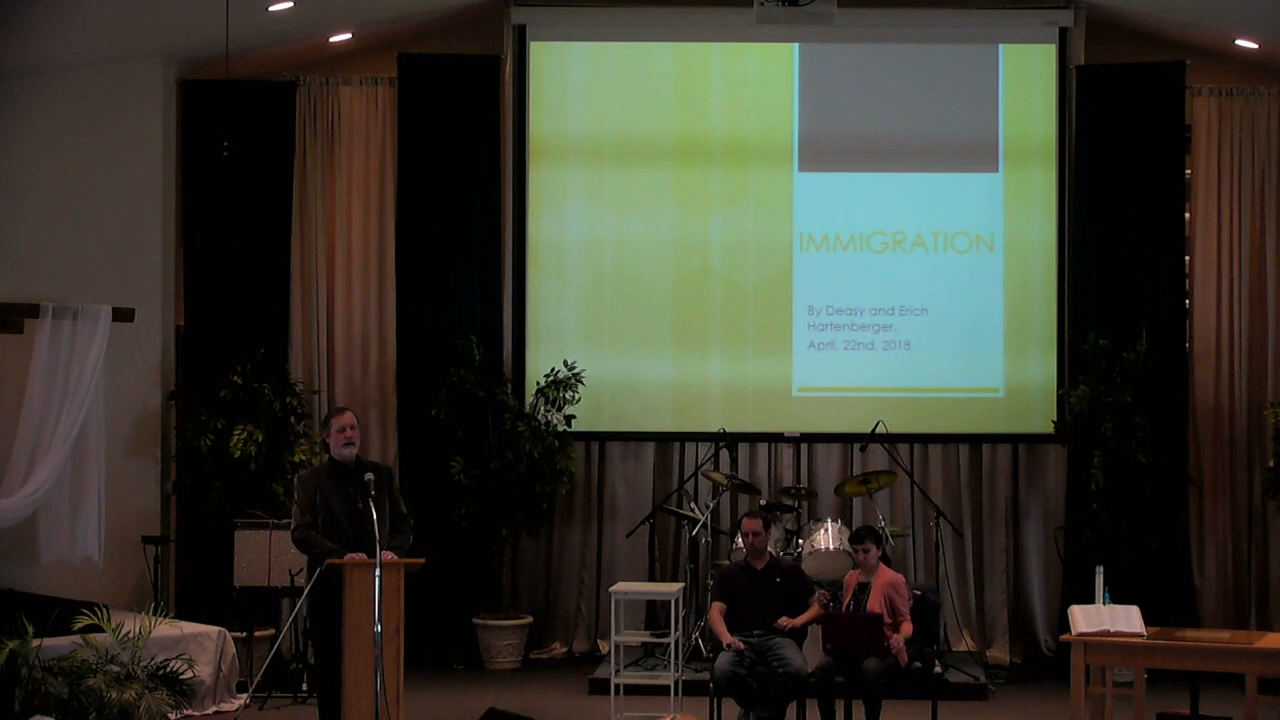 IMMIGRATION
By Deasy and Erich
Hartenberger.
April, 22nd, 2018